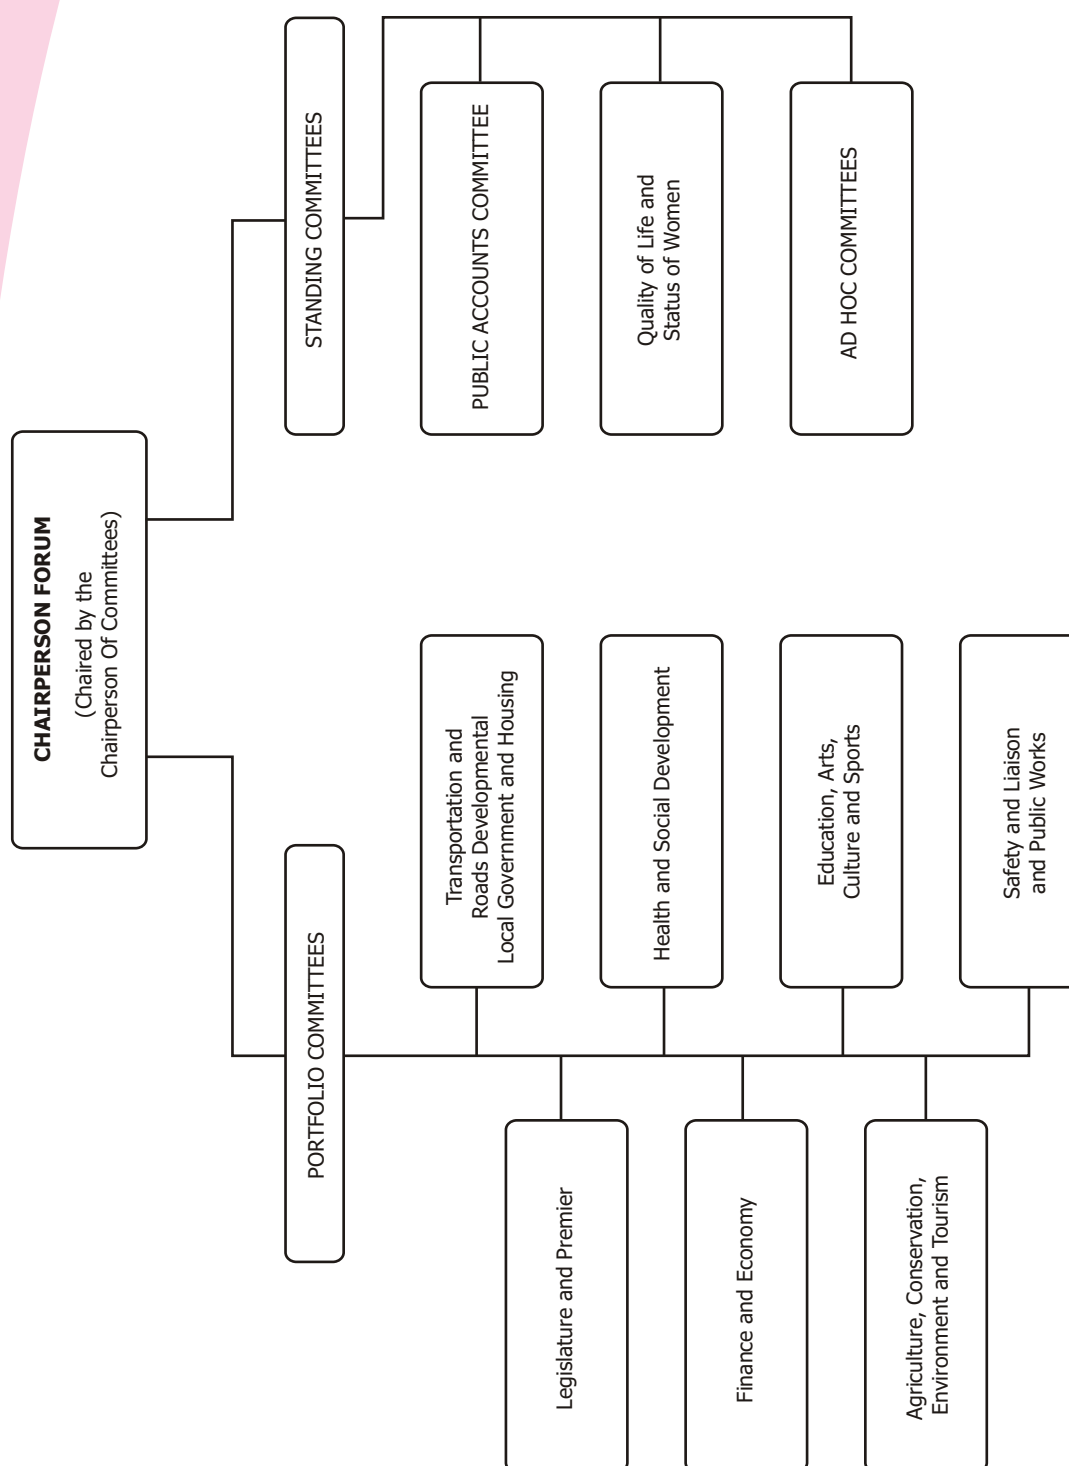 CHAIRPERSON FORUM
(Chaired by the
Chairperson Of Committees)
PORTFOLIO COMMITTEES
STANDING COMMITTEES
Legislature and Premier
Finance and Economy
Agriculture, Conservation,
Environment and Tourism
Transportation and
Roads Developmental
Local Government and Housing
Health and Social Development
Education, Arts,
Culture and Sports
Safety and Liaison
and Public Works
PUBLIC ACCOUNTS COMMITTEE
Quality of Life and
Status of Women
AD HOC COMMITTEES